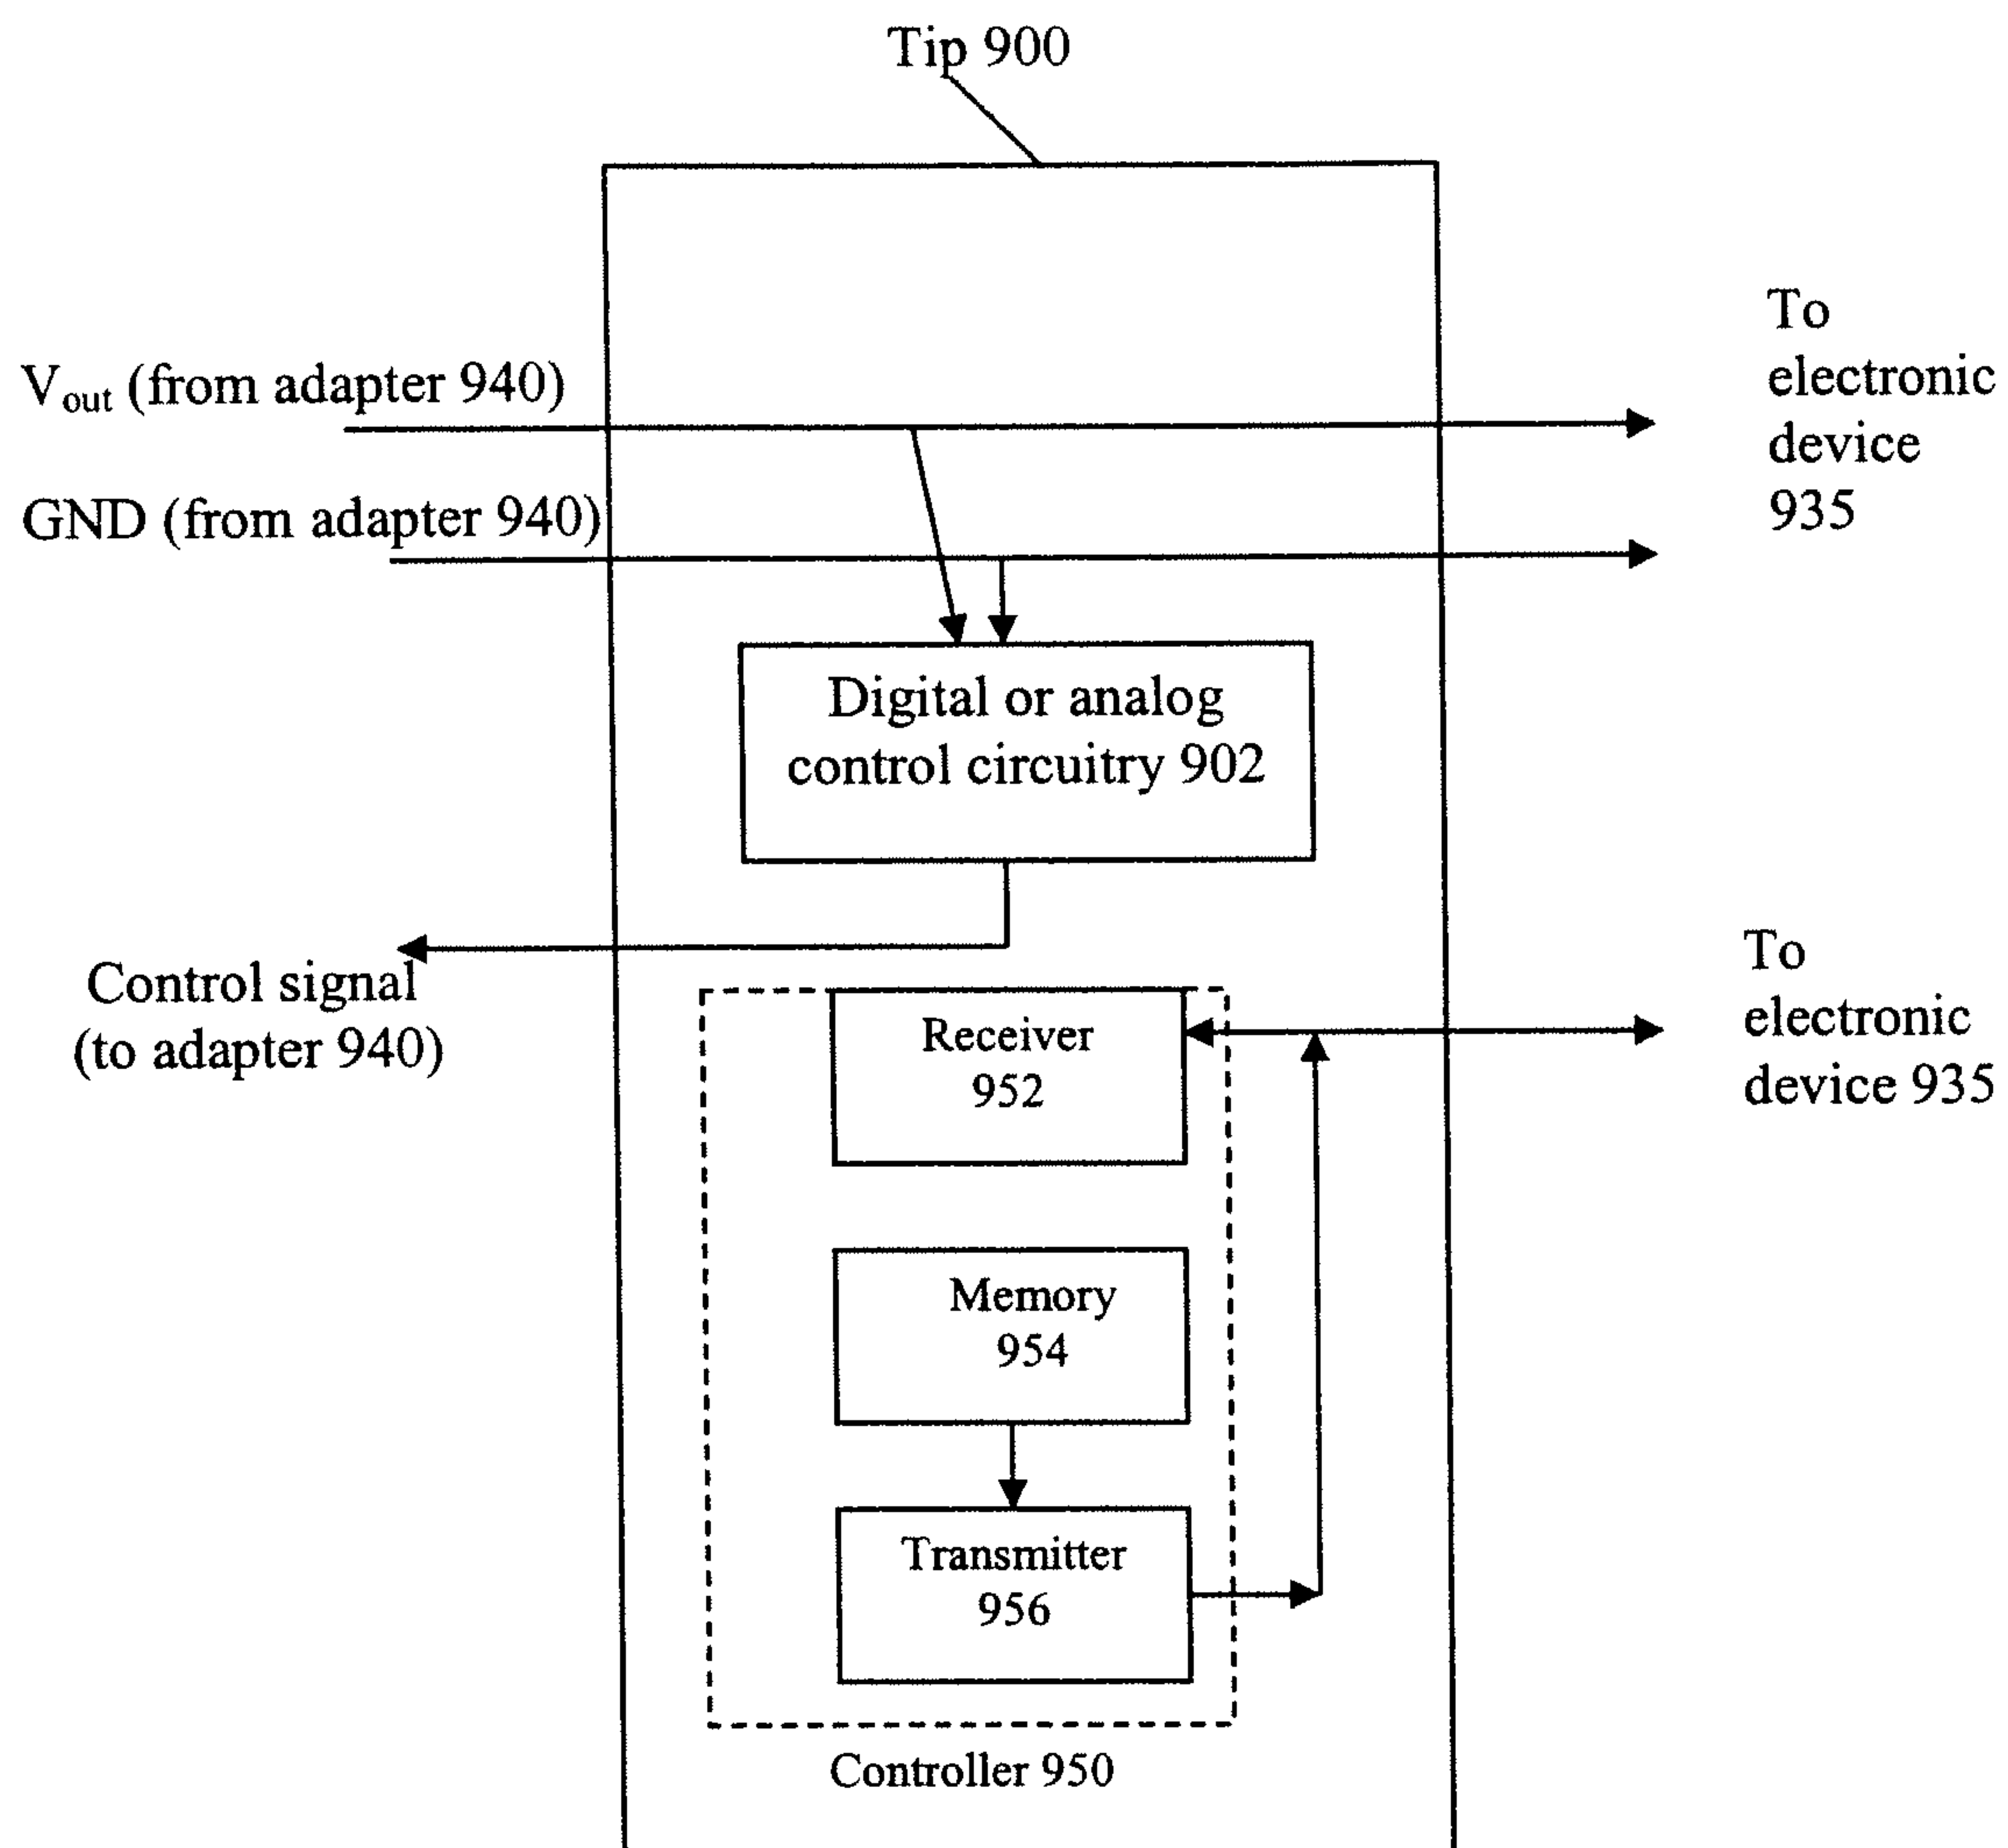 Tip 900
To
electronic
device
935
V_out (from adapter 940)
GND (from adapter 940)
Digital or analog
control circuitry 902
Control signal
(to adapter 940)
To
electronic
device 935
Receiver
952
Memory
954
Transmitter
956
Controller 950